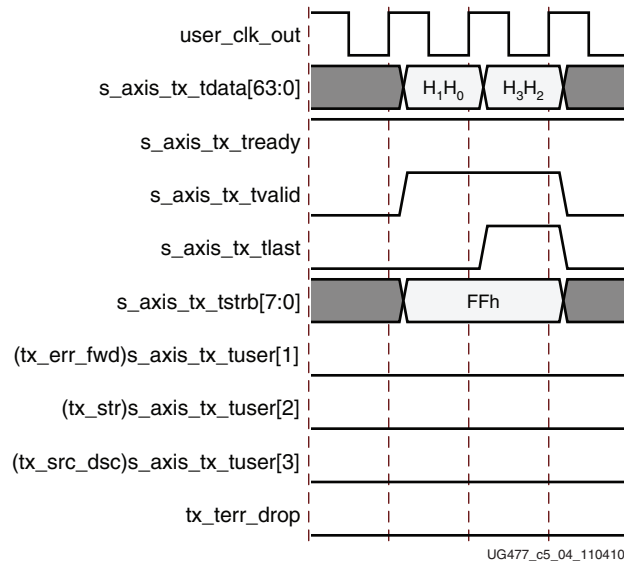 user_clk_out
s_axis_tx_tdata[63:0] H₁H₀ H₃H₂
s_axis_tx_tready
s_axis_tx_tvalid
s_axis_tx_tlast
s_axis_tx_tstrb[7:0] FFh
(tx_err_fwd)s_axis_tx_tuser[1]
(tx_str)s_axis_tx_tuser[2]
(tx_src_dsc)s_axis_tx_tuser[3]
tx_terr_drop
UG477_c5_04_110410